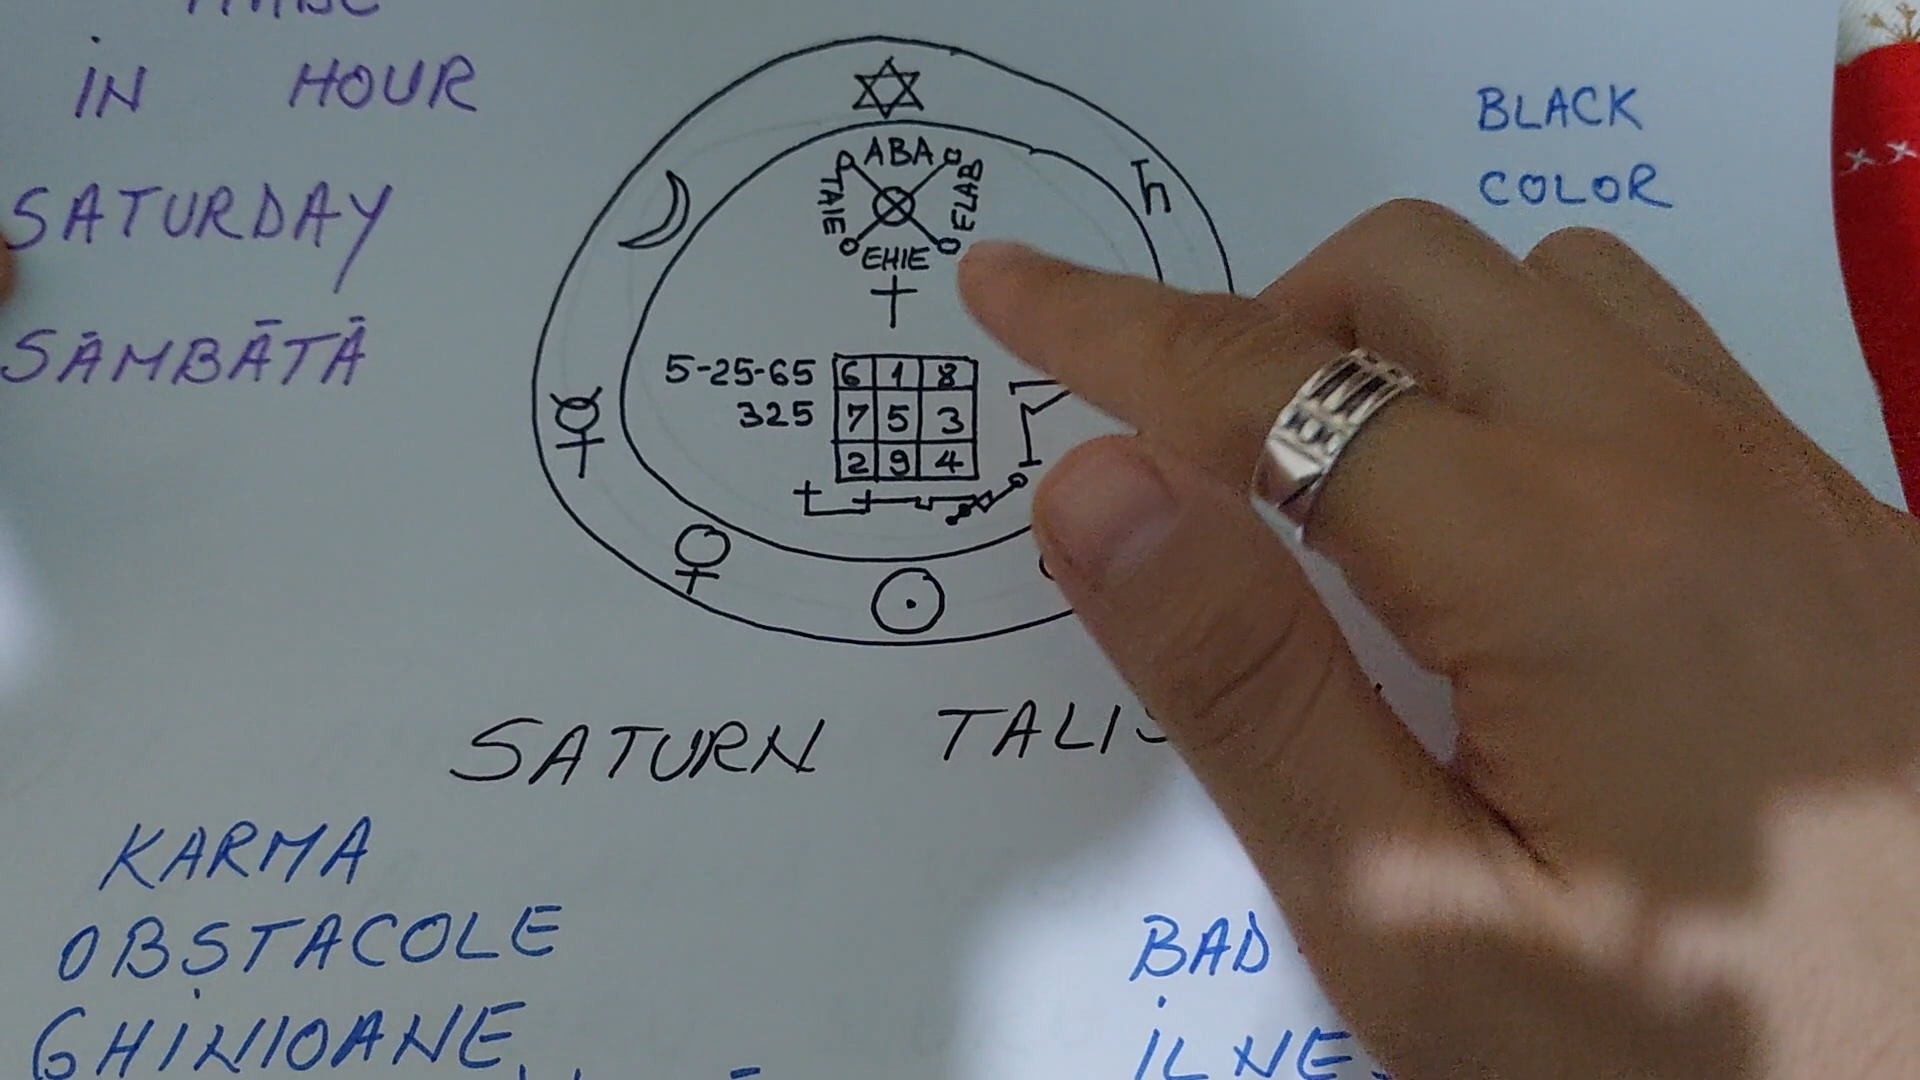 IN HOUR
SATURDAY
SĀMBĀTĀ
BLACK
COLOR
ABA
TAIE
ELAB
EHIE
5-25-65
325
6 1 8
7 5 3
2 9 4
SATURN TALIS
KARMA
OBSTACOLE
GHINIOANE
BAD
ILNE